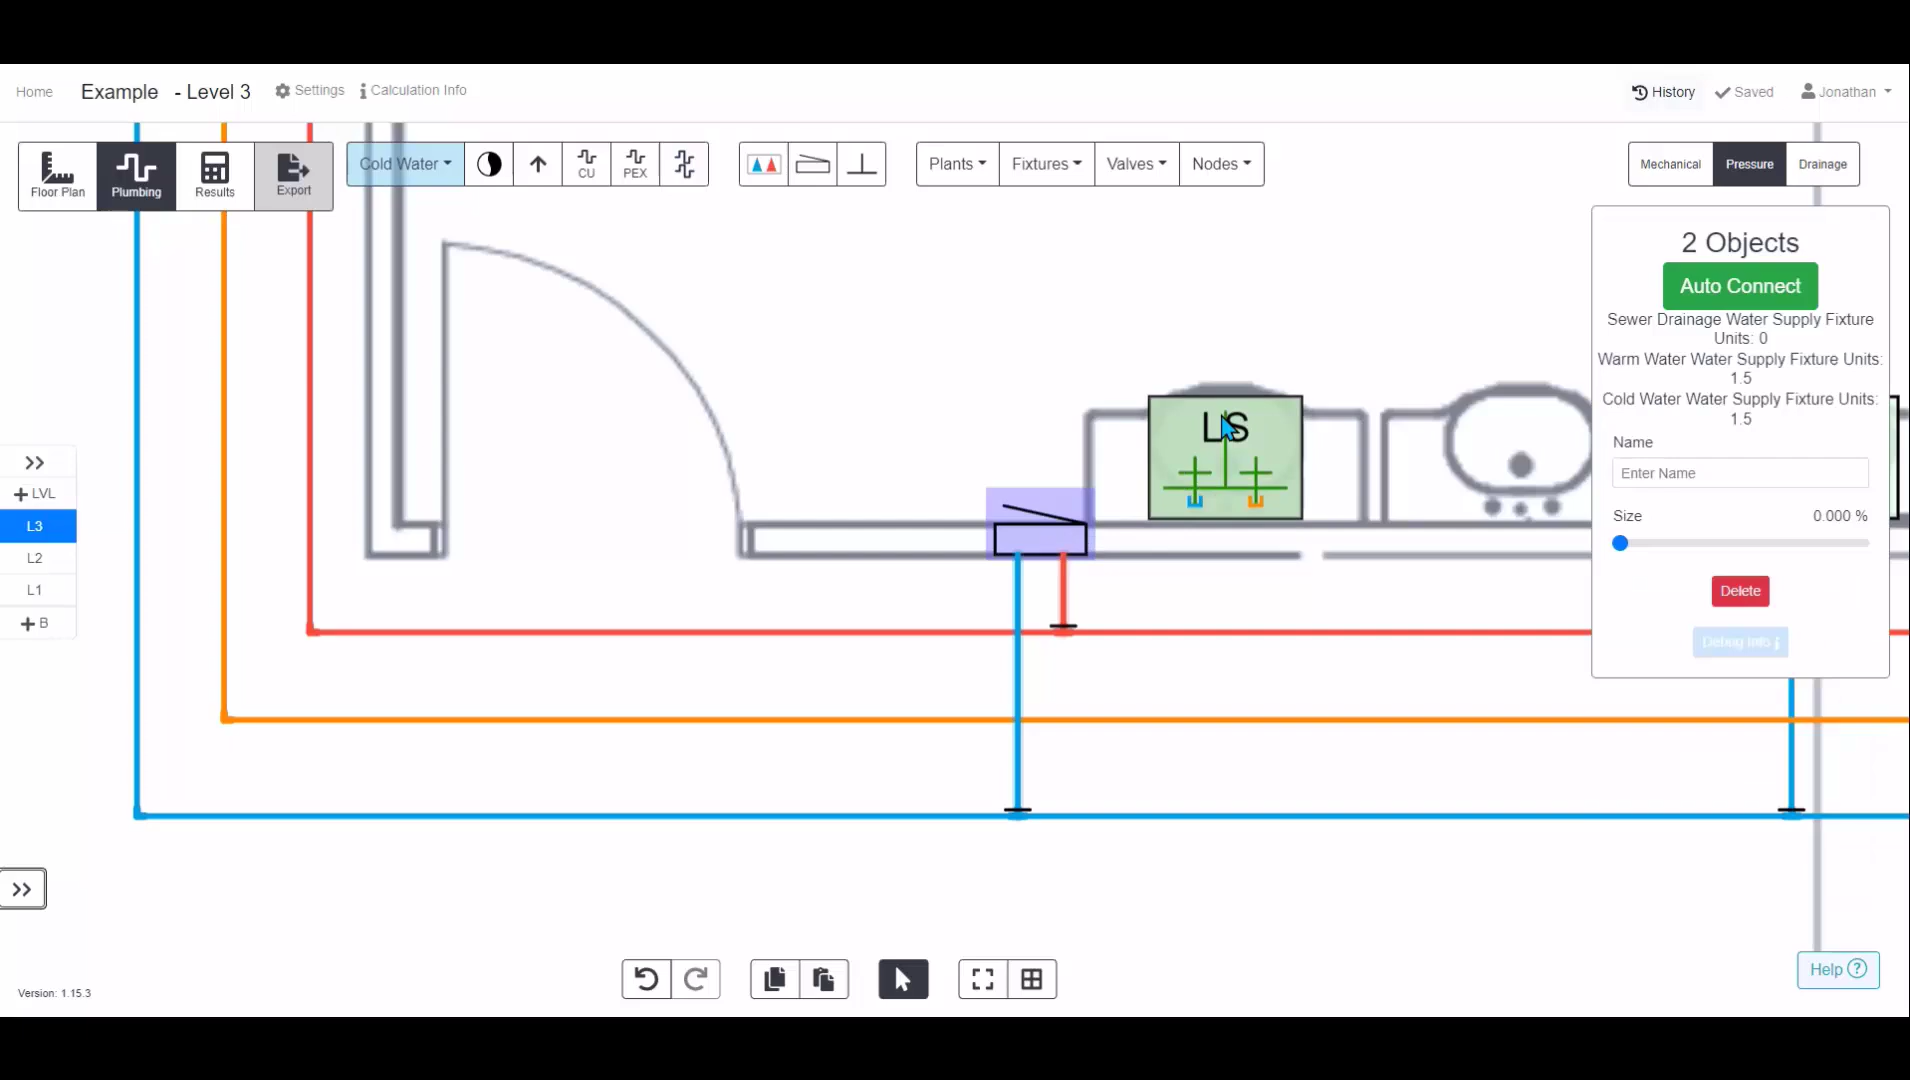 Home
Example - Level 3
Settings
Calculation Info
History
Saved
Jonathan
Floor Plan
Plumbing
Results
Export
Cold Water
CU
PEX
Plants
Fixtures
Valves
Nodes
Mechanical
Pressure
Drainage
2 Objects
Auto Connect
Sewer Drainage Water Supply Fixture
Units: 0
Warm Water Water Supply Fixture Units:
1.5
Cold Water Water Supply Fixture Units:
1.5
Name
Enter Name
Size 0.000 %
Delete
Debug Info
LS
>>
+ LVL
L3
L2
L1
+ B
>>
Version: 1.15.3
Help ?